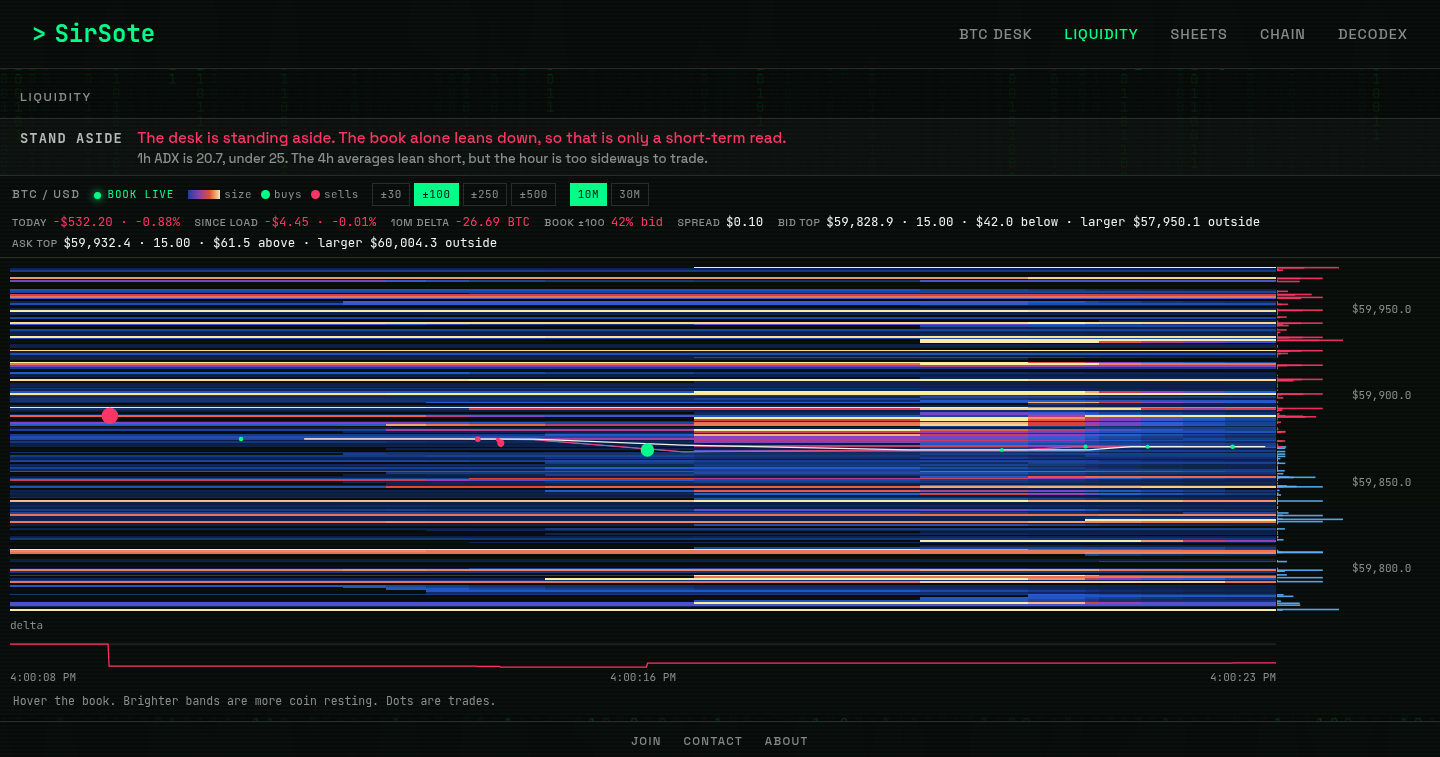 > SirSote
BTC DESK LIQUIDITY SHEETS CHAIN DECODEX
LIQUIDITY
STAND ASIDE The desk is standing aside. The book alone leans down, so that is only a short-term read.
1h ADX is 20.7, under 25. The 4h averages lean short, but the hour is too sideways to trade.
BTC / USD BOOK LIVE size buys sells ±30 ±100 ±250 ±500 10M 30M
TODAY -$532.20 · -0.88% SINCE LOAD -$4.45 · -0.01% 10M DELTA -26.69 BTC BOOK ±100 42% bid SPREAD $0.10 BID TOP $59,828.9 · 15.00 · $42.0 below · larger $57,950.1 outside
ASK TOP $59,932.4 · 15.00 · $61.5 above · larger $60,004.3 outside
$59,950.0
$59,900.0
$59,850.0
$59,800.0
delta
4:00:08 PM 4:00:16 PM 4:00:23 PM
Hover the book. Brighter bands are more coin resting. Dots are trades.
JOIN CONTACT ABOUT